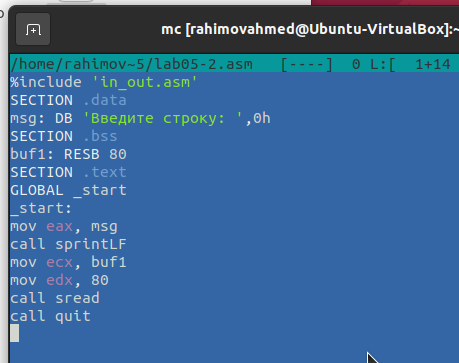 mc [rahimovahmed@Ubuntu-VirtualBox]:~
/home/rahimov~5/lab05-2.asm   [----]  0 L:[  1+14
%include 'in_out.asm'
SECTION .data
msg: DB 'Введите строку: ',0h
SECTION .bss
buf1: RESB 80
SECTION .text
GLOBAL _start
_start:
mov eax, msg
call sprintLF
mov ecx, buf1
mov edx, 80
call sread
call quit